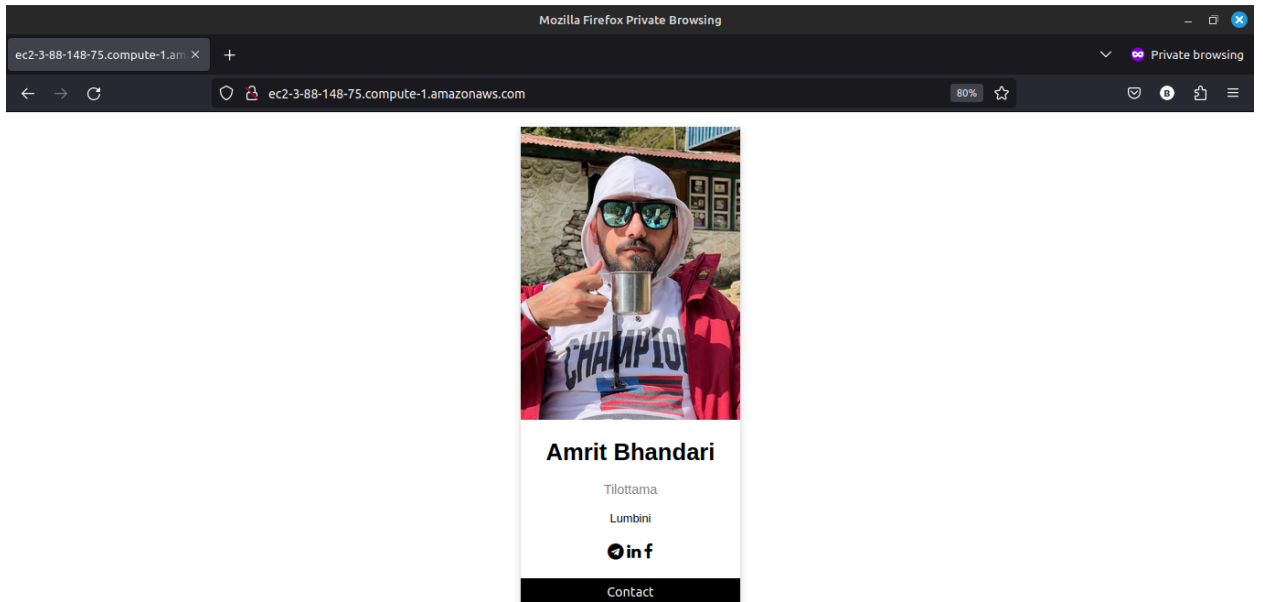 Mozilla Firefox Private Browsing
ec2-3-88-148-75.compute-1.am
Private browsing
ec2-3-88-148-75.compute-1.amazonaws.com
80%
B
CHAMPION
Amrit Bhandari
Tilottama
Lumbini
in f
Contact